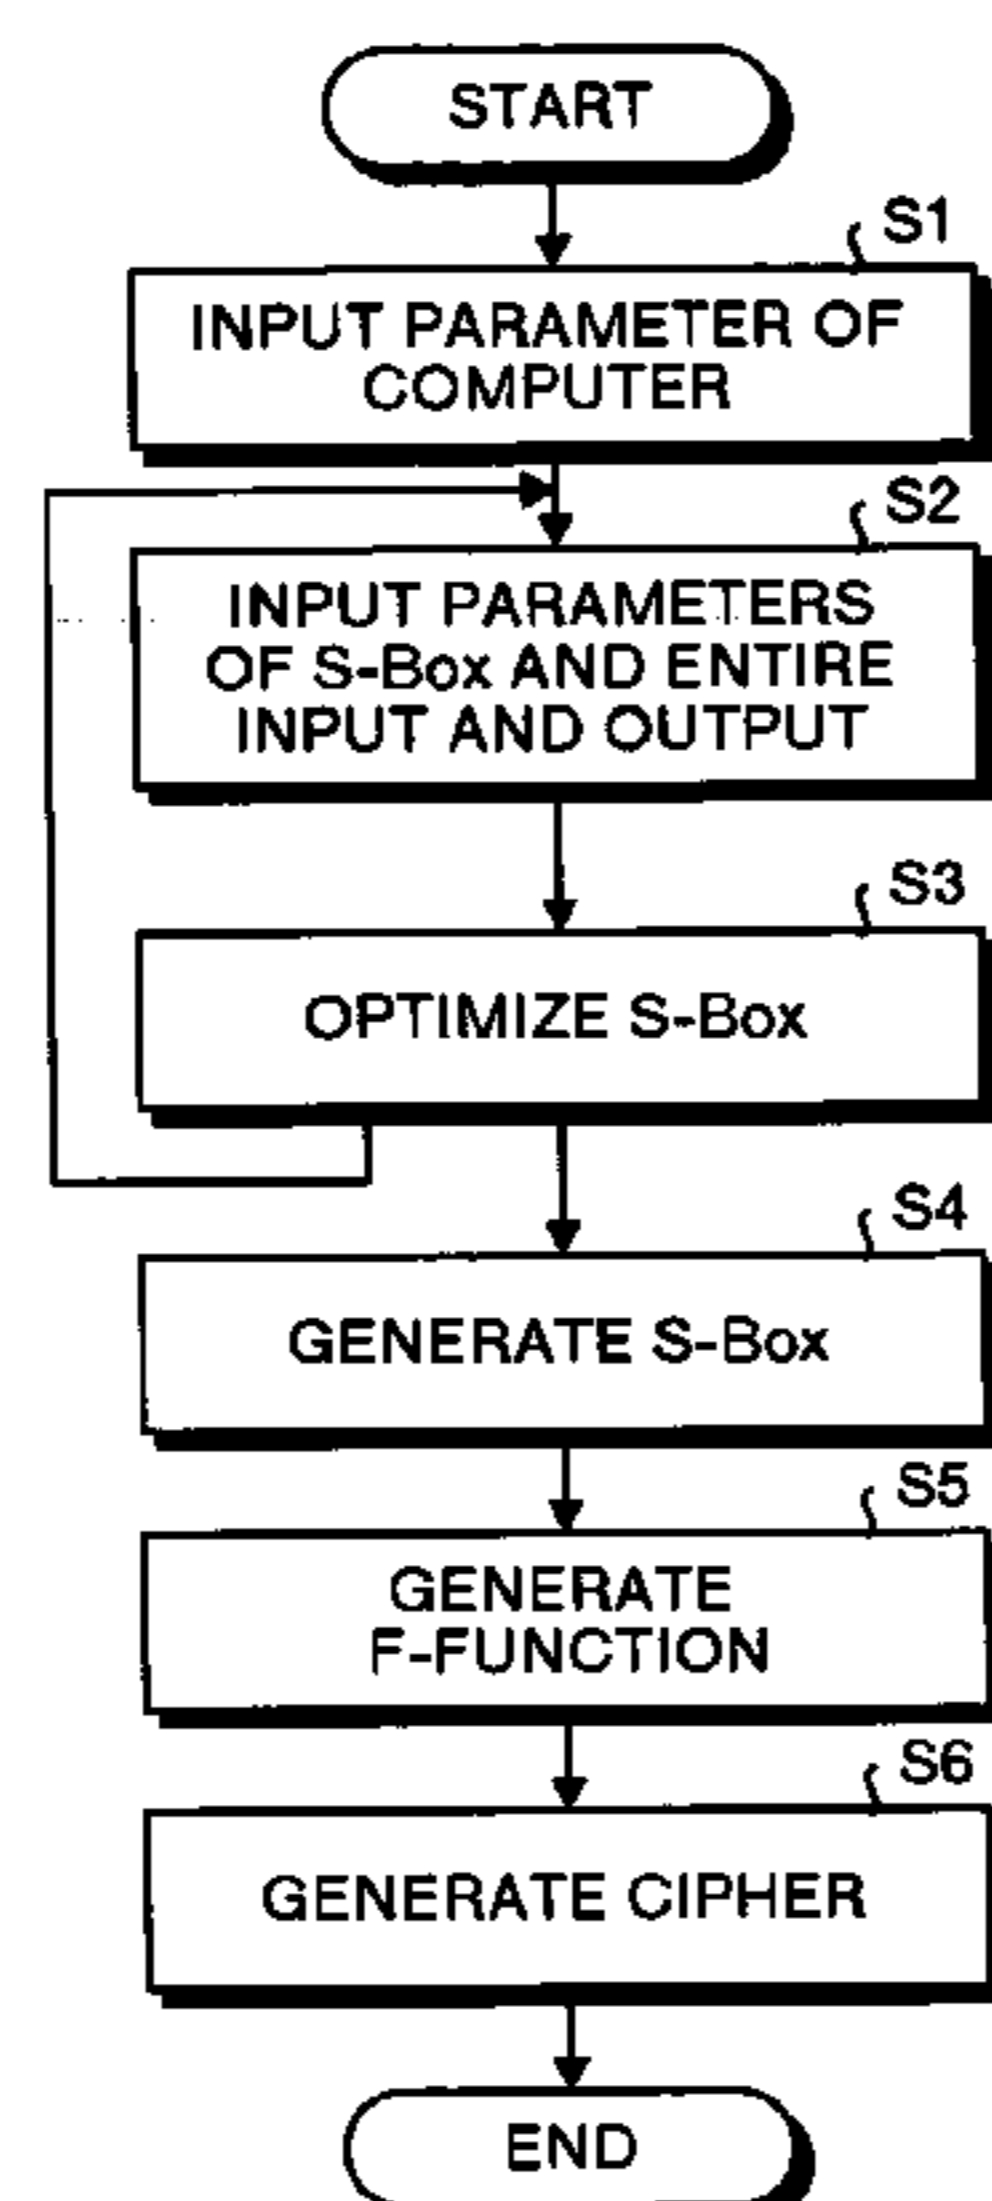 START
S1
INPUT PARAMETER OF
COMPUTER
S2
INPUT PARAMETERS
OF S-Box AND ENTIRE
INPUT AND OUTPUT
S3
OPTIMIZE S-Box
S4
GENERATE S-Box
S5
GENERATE
F-FUNCTION
S6
GENERATE CIPHER
END